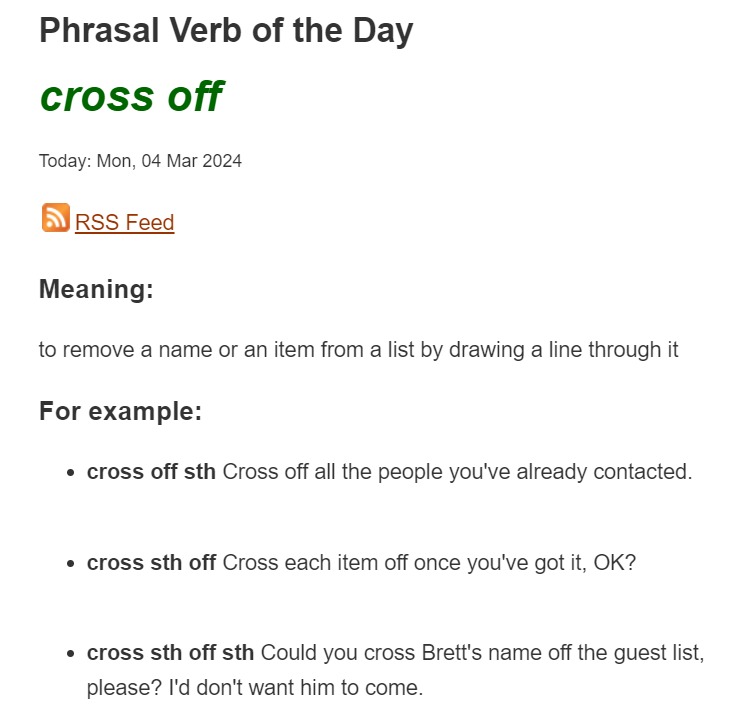 Phrasal Verb of the Day
cross off
Today: Mon, 04 Mar 2024
RSS Feed
Meaning:
to remove a name or an item from a list by drawing a line through it
For example:
cross off sth Cross off all the people you've already contacted.
cross sth off Cross each item off once you've got it, OK?
cross sth off sth Could you cross Brett's name off the guest list,
please? I'd don't want him to come.